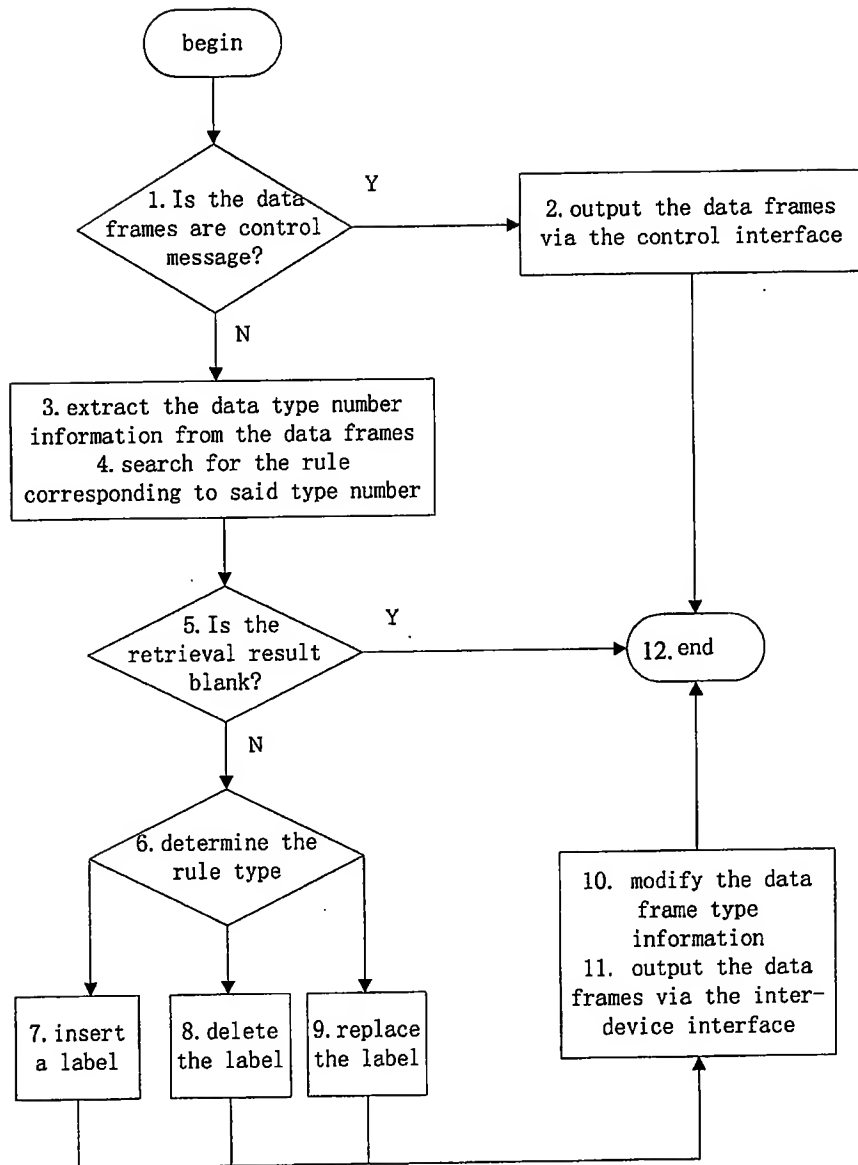 begin
1. Is the data
frames are control
message?
Y
2. output the data frames
via the control interface
N
3. extract the data type number
information from the data frames
4. search for the rule
corresponding to said type number
5. Is the
retrieval result
blank?
Y
12. end
N
6. determine the
rule type
7. insert
a label
8. delete
the label
9. replace
the label
10. modify the data
frame type
information
11. output the data
frames via the inter-
device interface